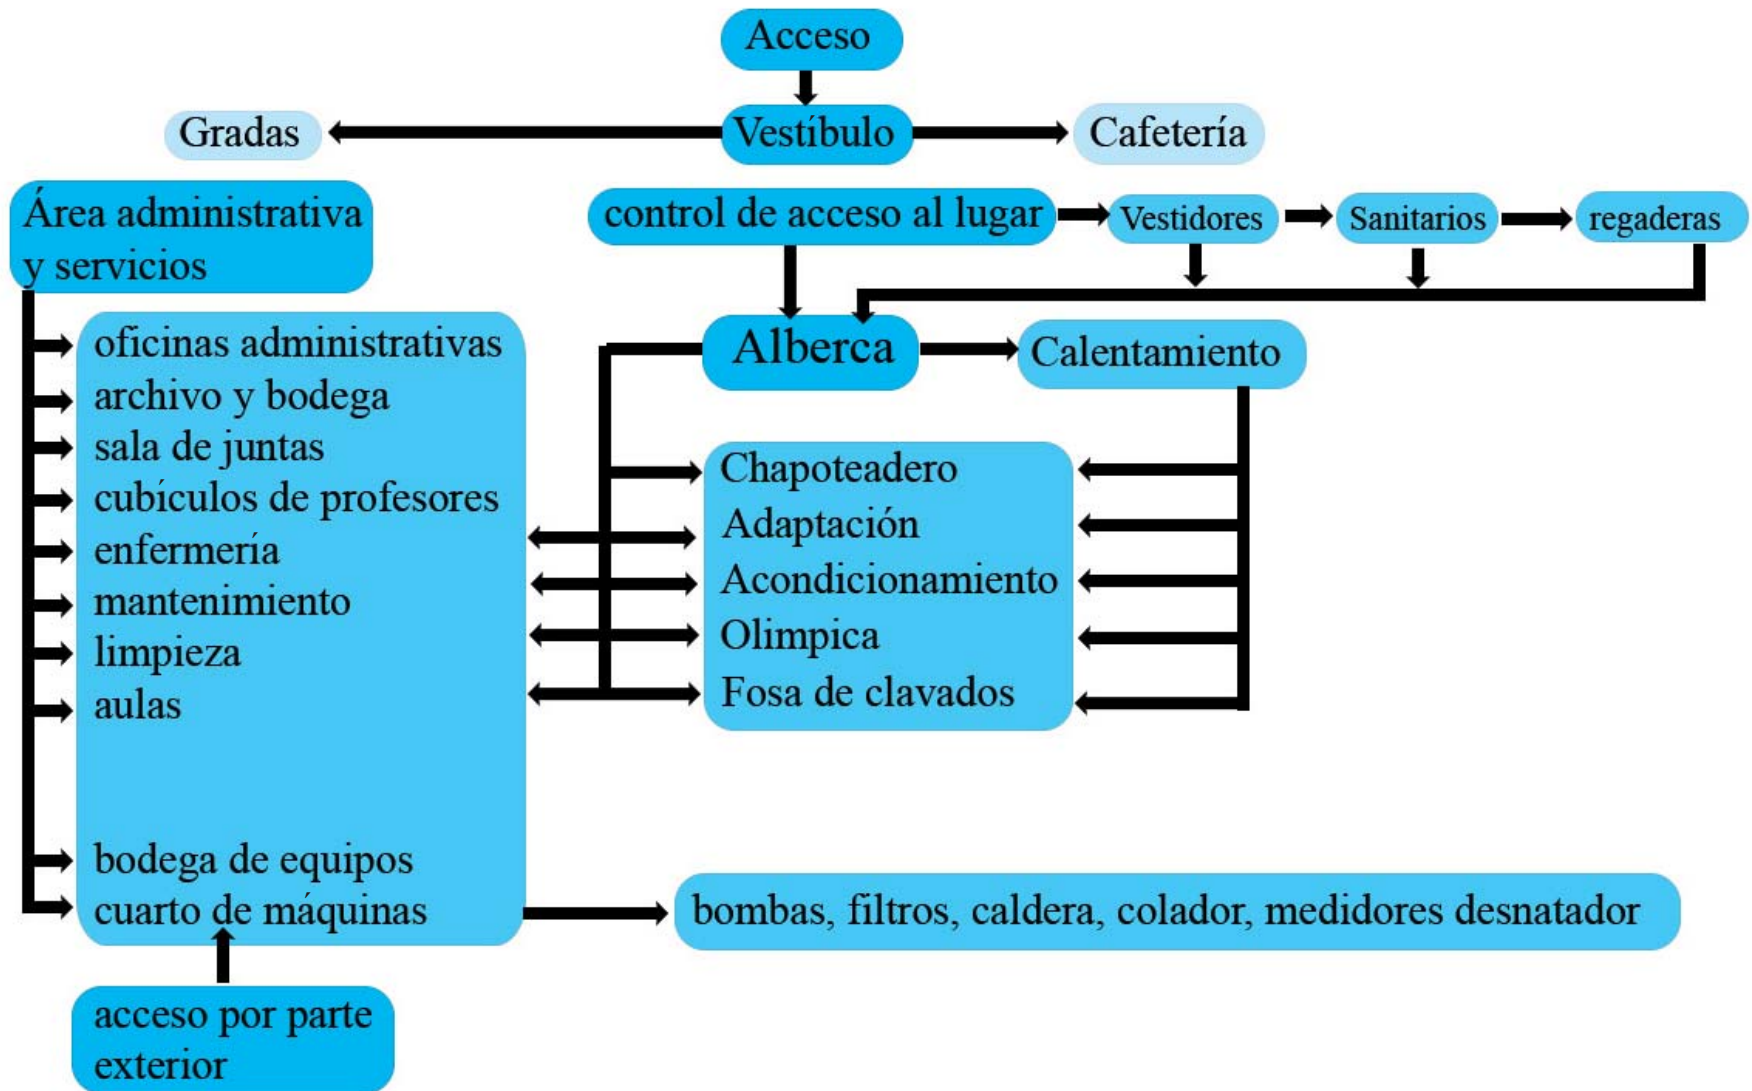 Acceso
Gradas
Vestíbulo
Cafetería
Área administrativa
y servicios
control de acceso al lugar
Vestidores
Sanitarios
regaderas
Alberca
Calentamiento
oficinas administrativas
archivo y bodega
sala de juntas
cubículos de profesores
enfermería
mantenimiento
limpieza
aulas
bodega de equipos
cuarto de máquinas
Chapoteadero
Adaptación
Acondicionamiento
Olimpica
Fosa de clavados
bombas, filtros, caldera, colador, medidores desnatador
acceso por parte
exterior